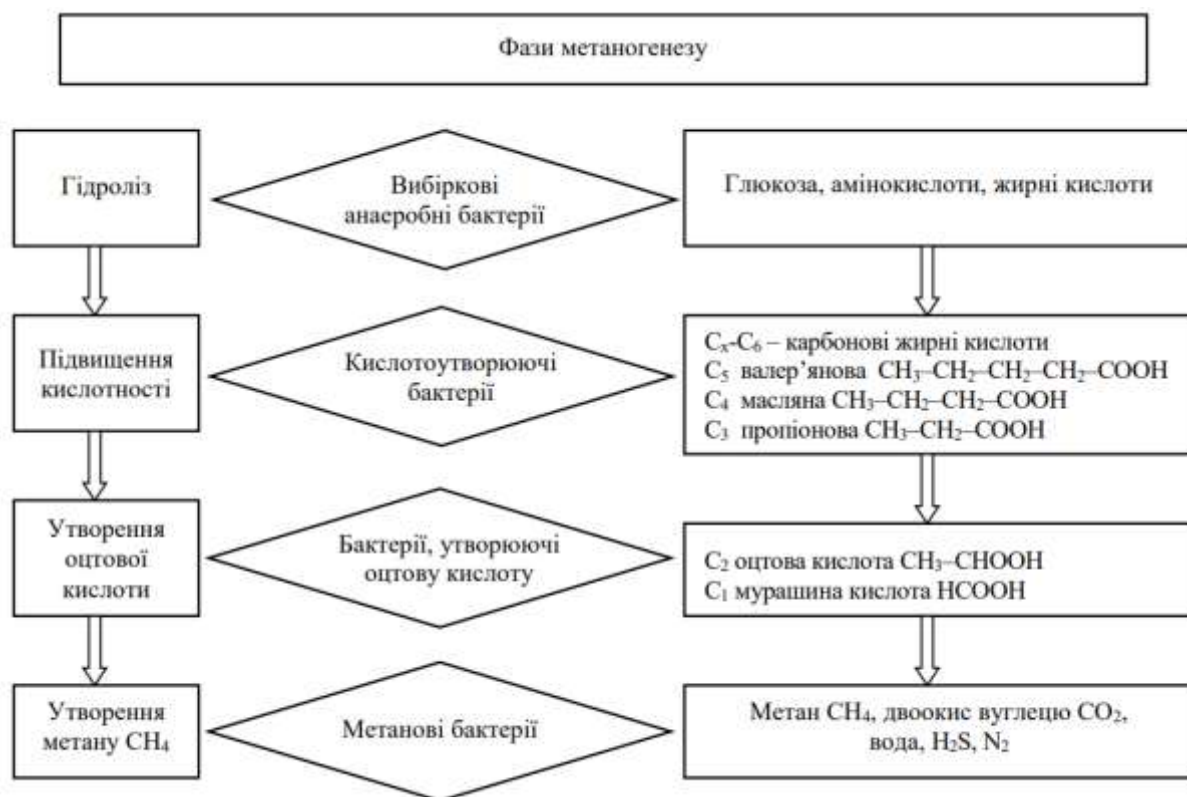 Фази метаногенезу
Гідроліз
Вибіркові
анаеробні бактерії
Глюкоза, амінокислоти, жирні кислоти
Підвищення
кислотності
Кислотоутворюючі
бактерії
Cₓ-C₆ – карбонові жирні кислоти
C₅ валер’янова CH₃–CH₂–CH₂–CH₂–COOH
C₄ масляна CH₃–CH₂–CH₂–COOH
C₃ пропіонова CH₃–CH₂–COOH
Утворення
оцтової
кислоти
Бактерії, утворюючі
оцтову кислоту
C₂ оцтова кислота CH₃–CHOOH
C₁ мурашина кислота HCOOH
Утворення
метану CH₄
Метанові бактерії
Метан CH₄, двоокис вуглецю CO₂,
вода, H₂S, N₂